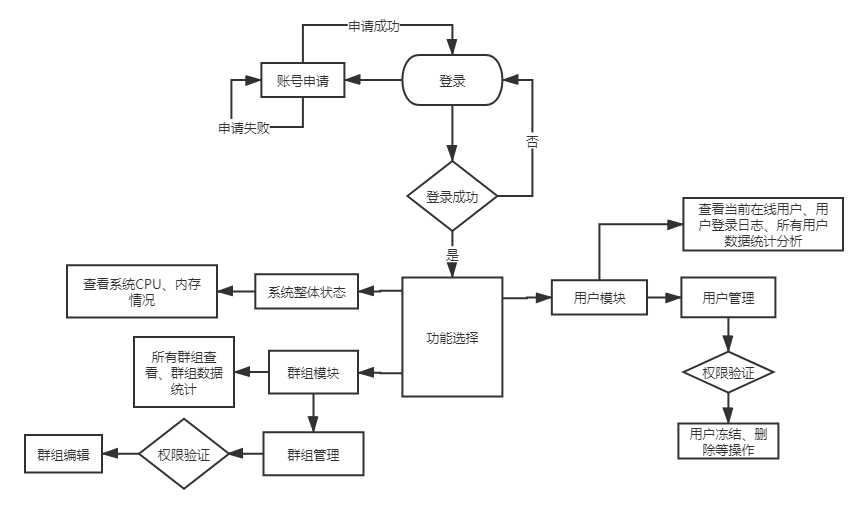 申请成功
账号申请
登录
申请失败
否
登录成功
是
查看当前在线用户、用
户登录日志、所有用户
数据统计分析
查看系统CPU、内存
情况
系统整体状态
功能选择
用户模块
用户管理
所有群组查
看、群组数据
统计
群组模块
权限验证
群组编辑
权限验证
群组管理
用户冻结、删
除等操作